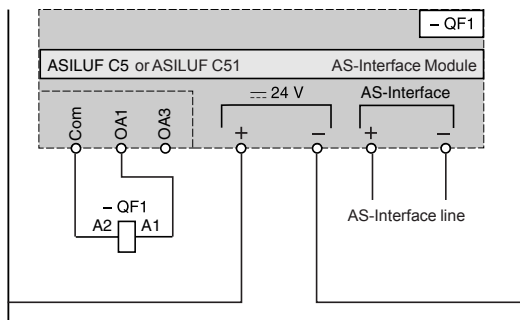 – QF1
ASILUF C5 or ASILUF C51 AS-Interface Module
⎓ 24 V AS-Interface
Com OA1 OA3
+ – + –
– QF1
A2 A1
AS-Interface line